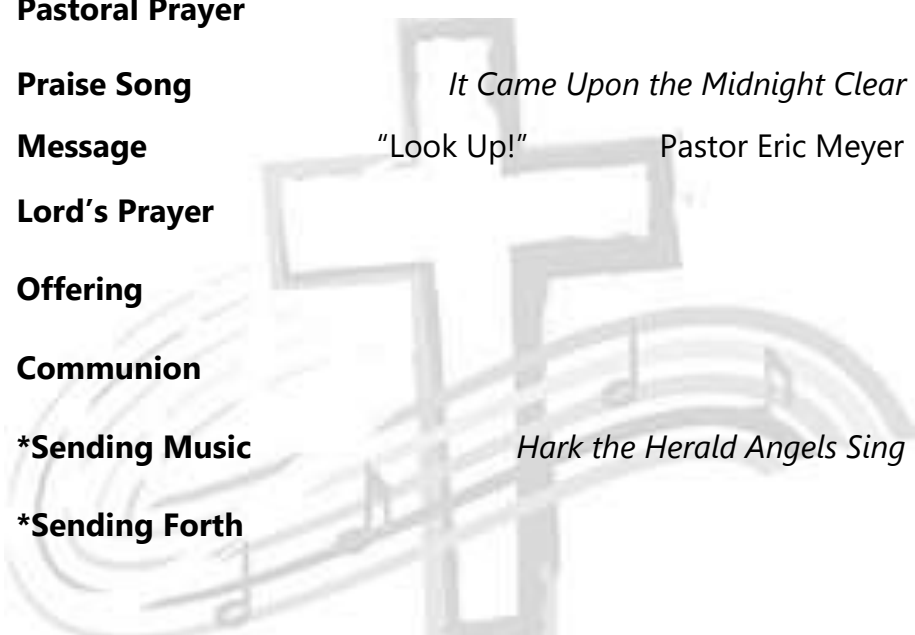 Pastoral Prayer
Praise Song It Came Upon the Midnight Clear
Message “Look Up!” Pastor Eric Meyer
Lord’s Prayer
Offering
Communion
*Sending Music Hark the Herald Angels Sing
*Sending Forth